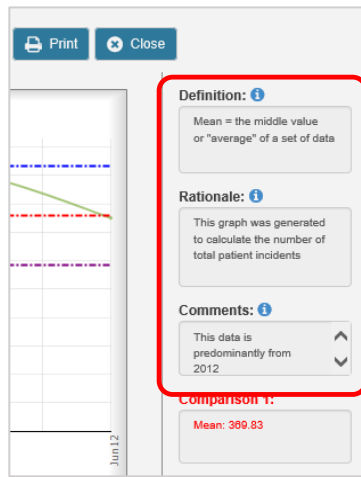 Print
Close
Definition:
Mean = the middle value
or "average" of a set of data
Rationale:
This graph was generated
to calculate the number of
total patient incidents
Comments:
This data is
predominantly from
2012
Comparison 1:
Mean: 369.83
Jun 12